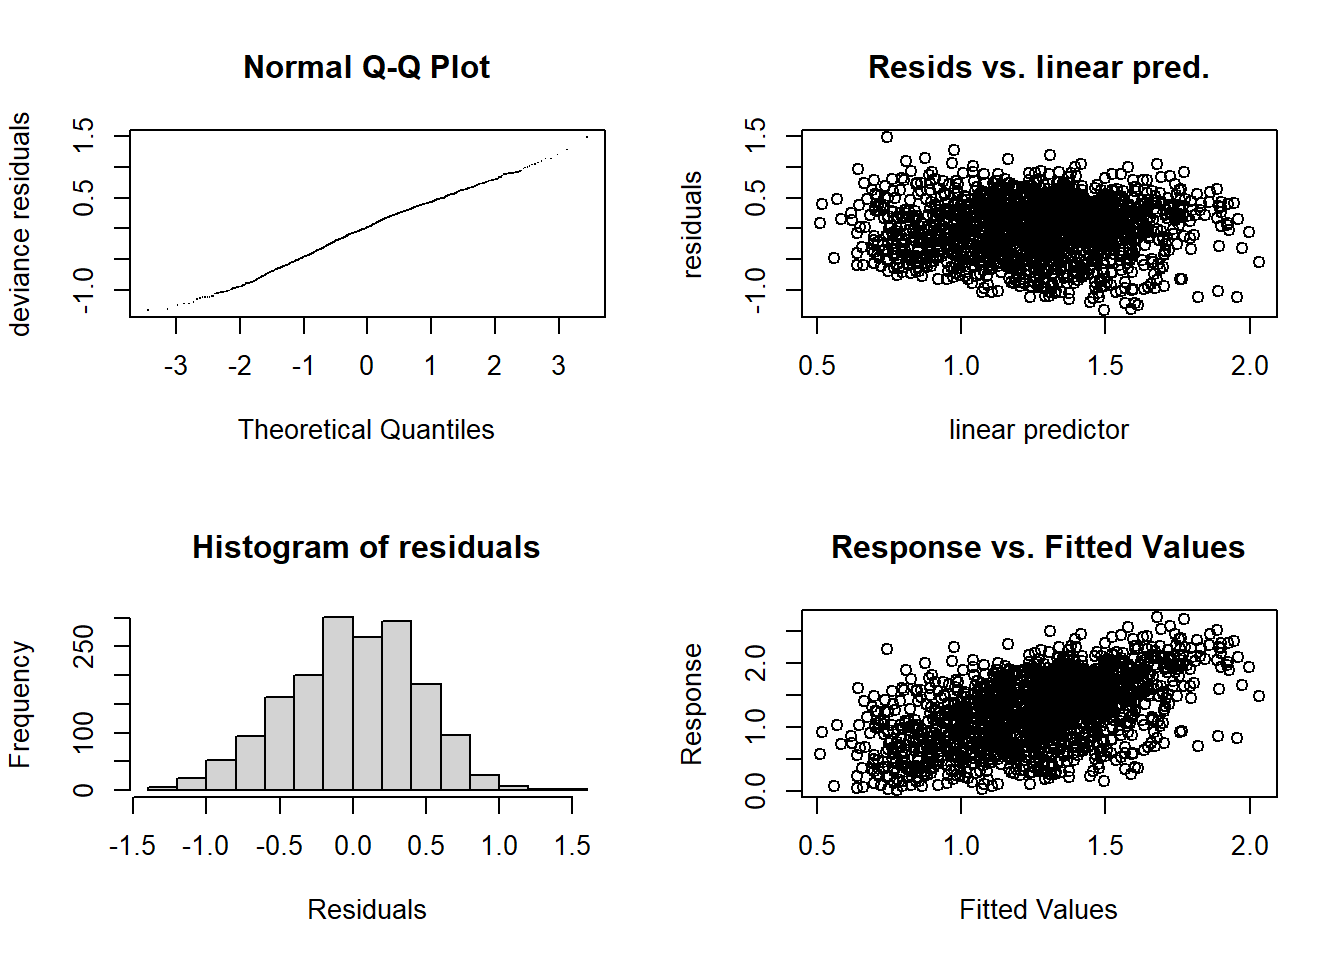 Normal Q-Q Plot
deviance residuals
-1.0 0.5 1.5
-3 -2 -1 0 1 2 3
Theoretical Quantiles
Resids vs. linear pred.
residuals
-1.0 0.5 1.5
0.5 1.0 1.5 2.0
linear predictor
Histogram of residuals
Frequency
0 100 250
-1.5 -1.0 -0.5 0.0 0.5 1.0 1.5
Residuals
Response vs. Fitted Values
Response
0.0 1.0 2.0
0.5 1.0 1.5 2.0
Fitted Values